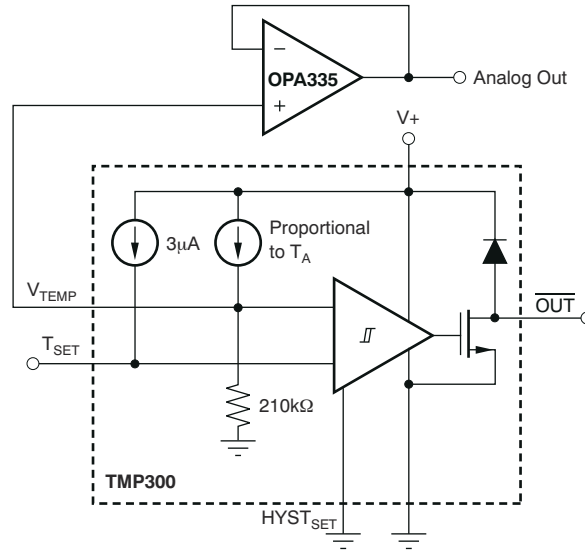 −
OPA335
+
Analog Out
V+
3μA
Proportional
to T_A
V_TEMP
OUT
T_SET
210kΩ
TMP300
HYST_SET